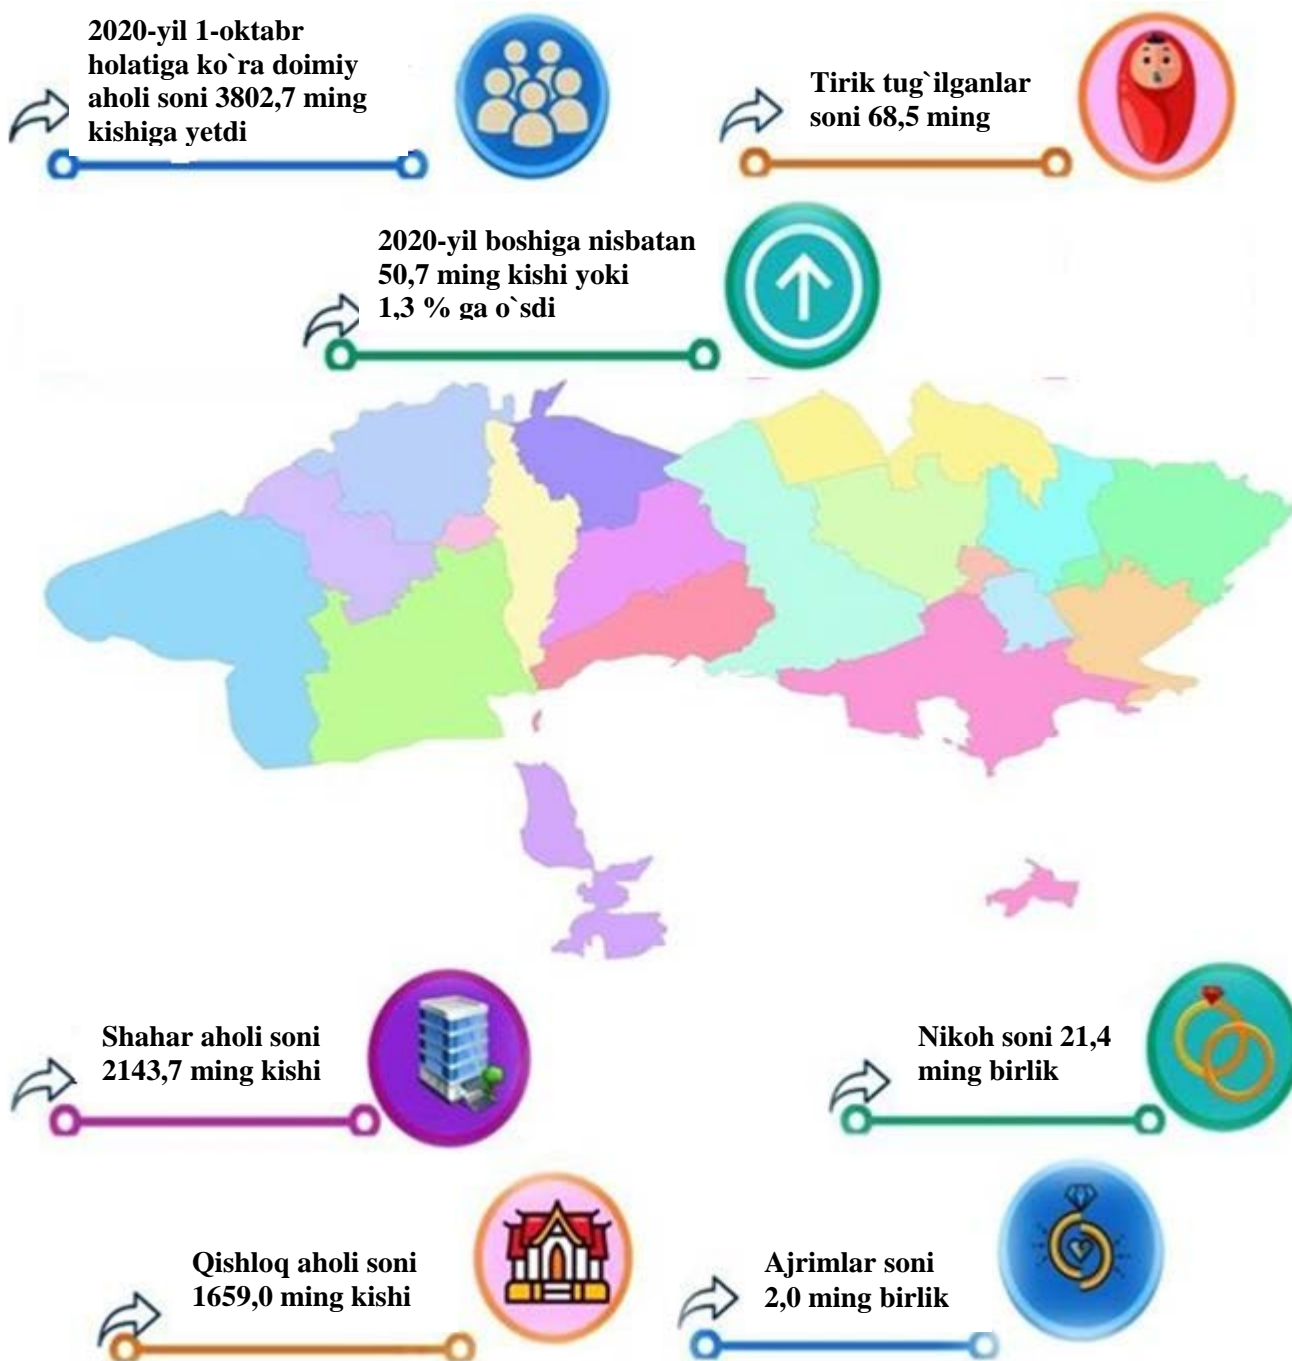 2020-yil 1-oktabr
holatiga ko`ra doimiy
aholi soni 3802,7 ming
kishiga yetdi
Tirik tug`ilganlar
soni 68,5 ming
2020-yil boshiga nisbatan
50,7 ming kishi yoki
1,3 % ga o`sdi
Shahar aholi soni
2143,7 ming kishi
Nikoh soni 21,4
ming birlik
Qishloq aholi soni
1659,0 ming kishi
Ajrimlar soni
2,0 ming birlik